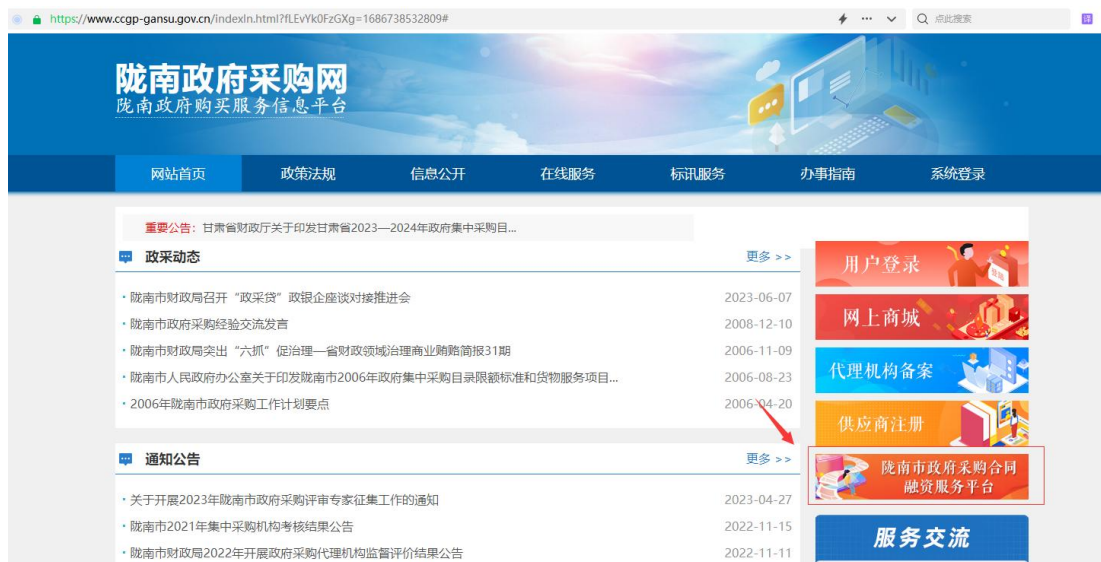 https://www.ccgp-gansu.gov.cn/indexln.html?fLEvYk0FzGXg=1686738532809#
点此搜索
译
陇南政府采购网
陇南政府购买服务信息平台
网站首页 政策法规 信息公开 在线服务 标讯服务 办事指南 系统登录
重要公告：甘肃省财政厅关于印发甘肃省2023—2024年政府集中采购目...
政采动态 更多 >>
· 陇南市财政局召开“政采贷”政银企座谈对接推进会 2023-06-07
· 陇南市政府采购经验交流发言 2008-12-10
· 陇南市财政局突出“六抓”促治理—省财政领域治理商业贿赂简报31期 2006-11-09
· 陇南市人民政府办公室关于印发陇南市2006年政府集中采购目录限额标准和货物服务项目... 2006-08-23
· 2006年陇南市政府采购工作计划要点 2006-04-20
通知公告 更多 >>
· 关于开展2023年陇南市政府采购评审专家征集工作的通知 2023-04-27
· 陇南市2021年集中采购机构考核结果公告 2022-11-15
· 陇南市财政局2022年开展政府采购代理机构监督评价结果公告 2022-11-11
用户登录
网上商城
代理机构备案
供应商注册
陇南市政府采购合同
融资服务平台
服务交流